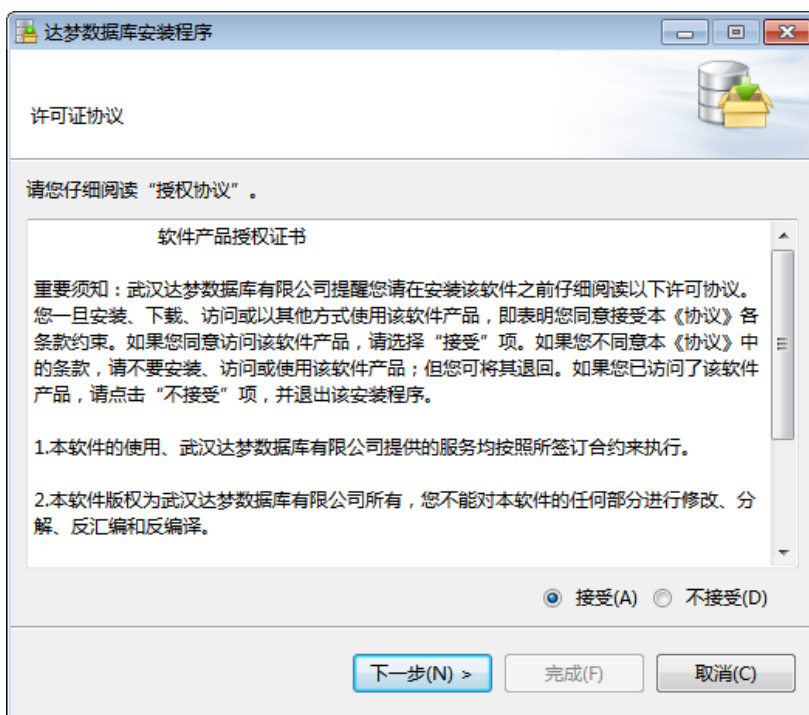 达梦数据库安装程序
许可证协议
请您仔细阅读“授权协议”。
软件产品授权证书
重要须知：武汉达梦数据库有限公司提醒您请在安装该软件之前仔细阅读以下许可协议。
您一旦安装、下载、访问或以其他方式使用该软件产品，即表明您同意接受本《协议》各
条款约束。如果您同意访问该软件产品，请选择“接受”项。如果您不同意本《协议》中
的条款，请不要安装、访问或使用该软件产品；但您可将其退回。如果您已访问了该软件
产品，请点击“不接受”项，并退出该安装程序。
1.本软件的使用、武汉达梦数据库有限公司提供的服务均按照所签订合约来执行。
2.本软件版权为武汉达梦数据库有限公司所有，您不能对本软件的任何部分进行修改、分
解、反汇编和反编译。
接受(A) 不接受(D)
下一步(N) > 完成(F) 取消(C)